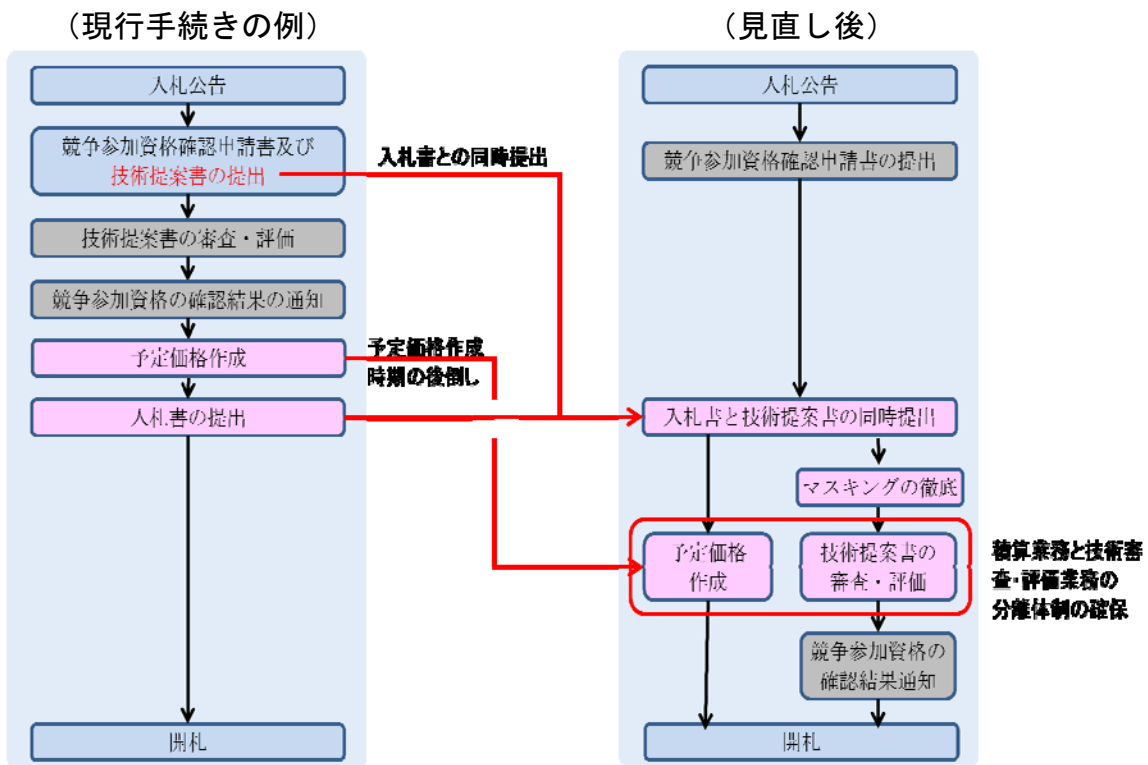 （現行手続きの例）
入札公告
競争参加資格確認申請書及び
技術提案書の提出
技術提案書の審査・評価
競争参加資格の確認結果の通知
予定価格作成
入札書の提出
開札
入札書との同時提出
予定価格作成
時期の後倒し
（見直し後）
入札公告
競争参加資格確認申請書の提出
入札書と技術提案書の同時提出
マスキングの徹底
予定価格
作成
技術提案書の
審査・評価
競争参加資格の
確認結果通知
開札
積算業務と技術審
査・評価業務の
分離体制の確保